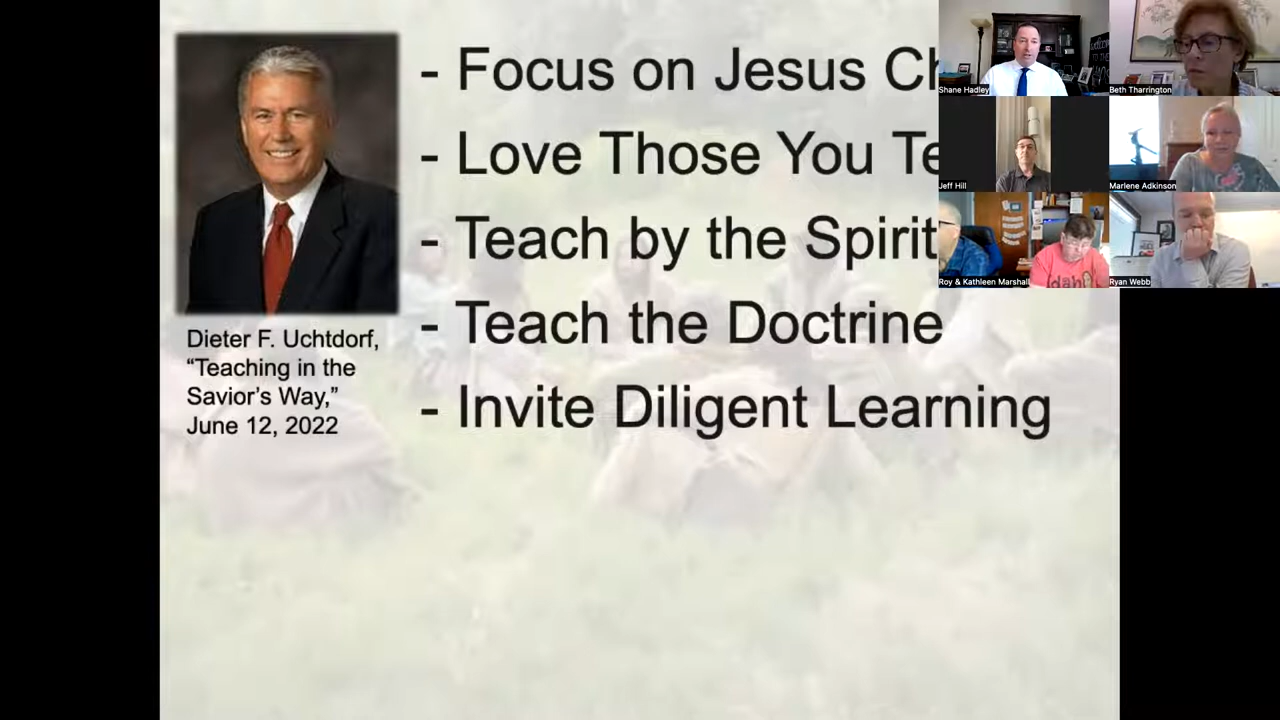 - Focus on Jesus Ch
- Love Those You Te
- Teach by the Spirit
- Teach the Doctrine
- Invite Diligent Learning
Dieter F. Uchtdorf,
“Teaching in the
Savior’s Way,”
June 12, 2022
Shane Hadley
Beth Tharrington
Jeff Hill
Marlene Adkinson
Roy & Kathleen Marshall
Ryan Webb
Idaho